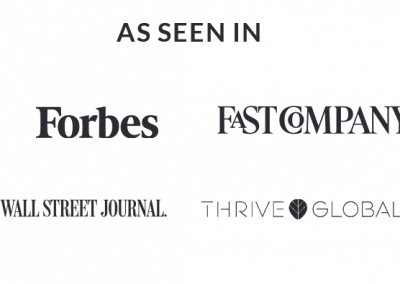 AS SEEN IN
Forbes
FAST COMPANY
WALL STREET JOURNAL.
THRIVE GLOBAL